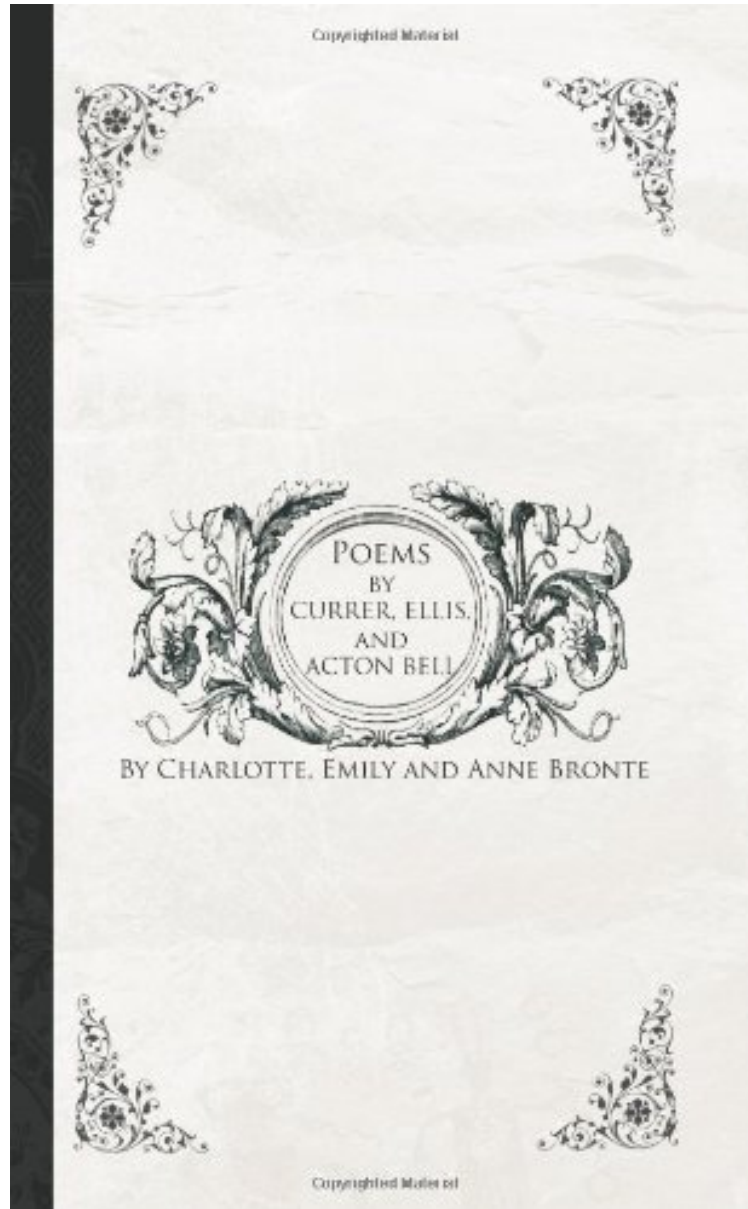 Copyrighted Material
POEMS
BY
CURRER, ELLIS,
AND
ACTON BELL
BY CHARLOTTE, EMILY AND ANNE BRONTE
Copyrighted Material